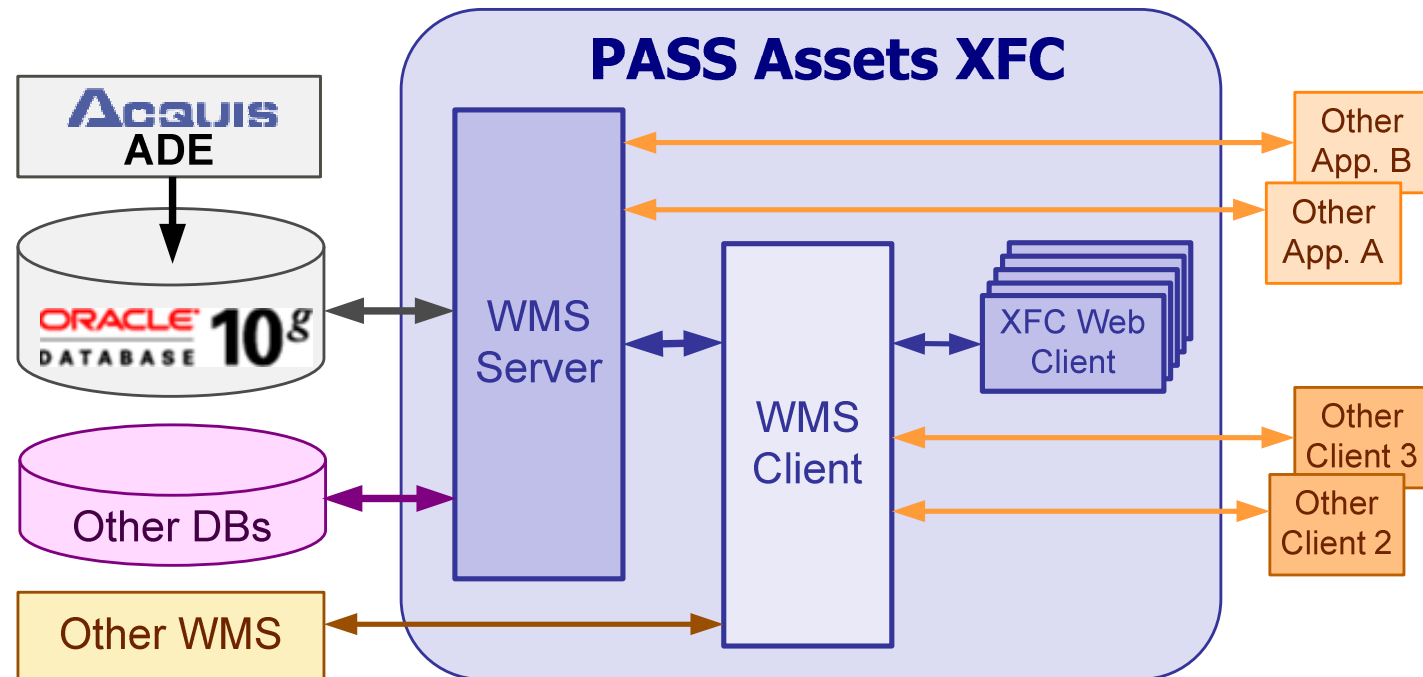 PASS Assets XFC
ACQUIS
ADE
ORACLE
DATABASE
10g
Other DBs
Other WMS
WMS
Server
WMS
Client
XFC Web
Client
Other
App. B
Other
App. A
Other
Client 3
Other
Client 2